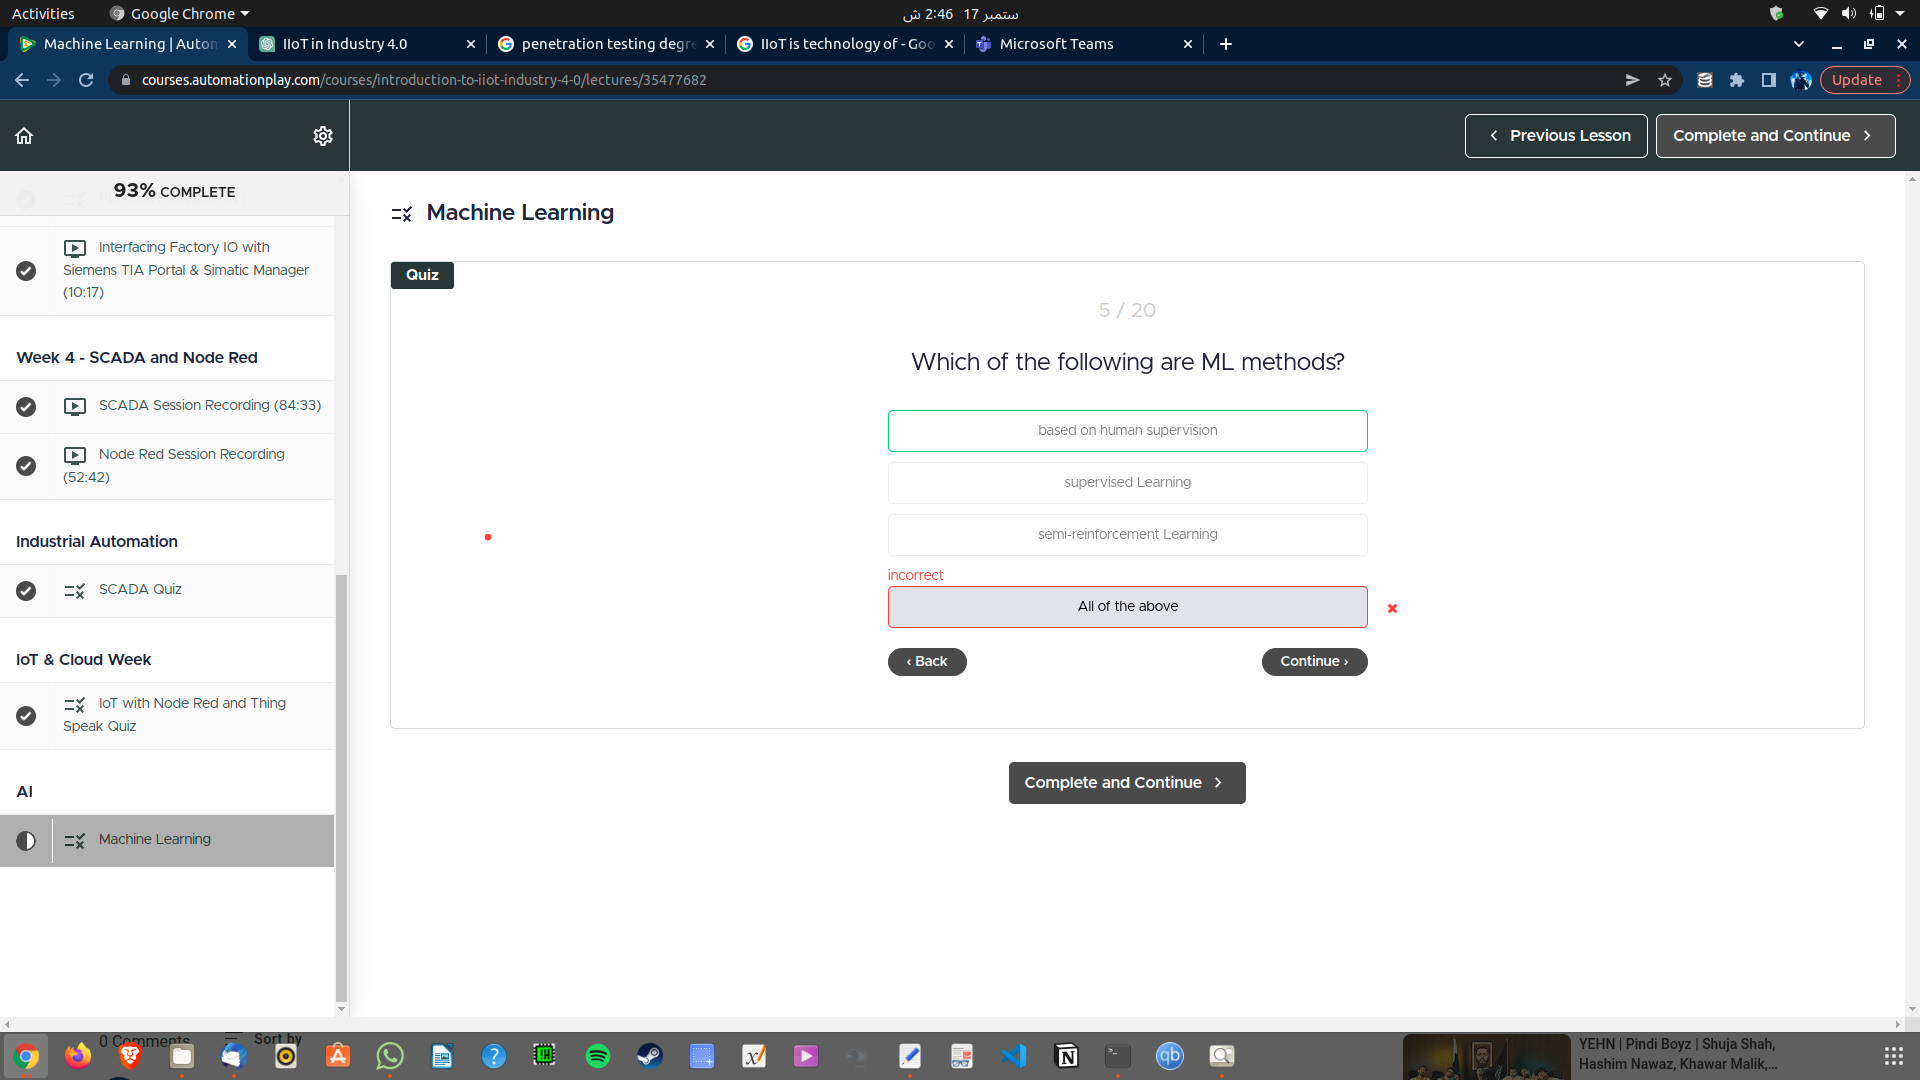 Activities
Google Chrome
ستمبر 17  2:46 ش
Machine Learning | Autom
IIoT in Industry 4.0
penetration testing degre
IIoT is technology of - Goo
Microsoft Teams
courses.automationplay.com/courses/introduction-to-iiot-industry-4-0/lectures/35477682
Update
Previous Lesson
Complete and Continue
93% COMPLETE
Interfacing Factory IO with
Siemens TIA Portal & Simatic Manager
(10:17)
Week 4 - SCADA and Node Red
SCADA Session Recording (84:33)
Node Red Session Recording
(52:42)
Industrial Automation
SCADA Quiz
IoT & Cloud Week
IoT with Node Red and Thing
Speak Quiz
AI
Machine Learning
Machine Learning
Quiz
5 / 20
Which of the following are ML methods?
based on human supervision
supervised Learning
semi-reinforcement Learning
incorrect
All of the above
‹ Back
Continue ›
Complete and Continue
0 Comments
Sort by
YEHN | Pindi Boyz | Shuja Shah,
Hashim Nawaz, Khawar Malik,...